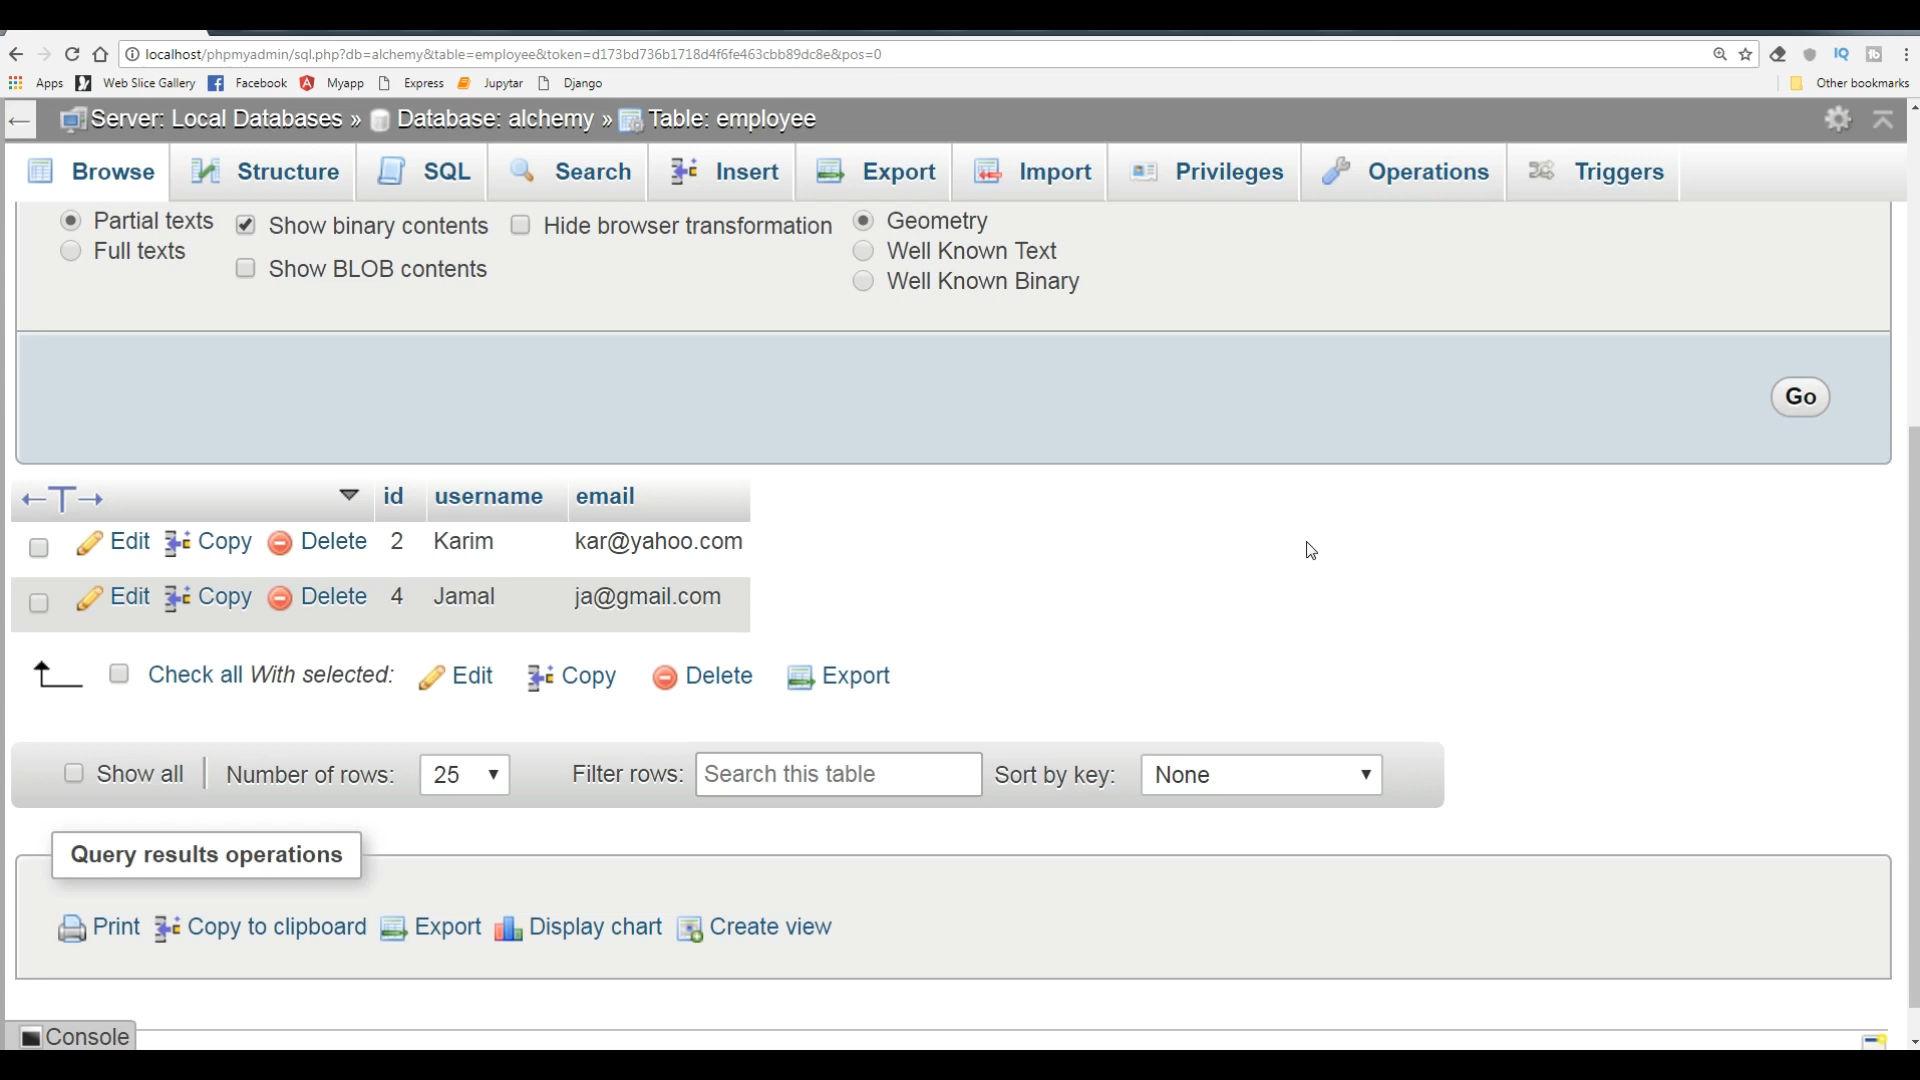 localhost/phpmyadmin/sql.php?db=alchemy&table=employee&token=d173bd736b1718d4f6fe463cbb89dc8e&pos=0
Apps Web Slice Gallery Facebook Myapp Express Jupytar Django Other bookmarks
Server: Local Databases » Database: alchemy » Table: employee
Browse Structure SQL Search Insert Export Import Privileges Operations Triggers
Partial texts Show binary contents Hide browser transformation Geometry
Full texts Well Known Text
Show BLOB contents Well Known Binary
Go
id username email
Edit Copy Delete 2 Karim kar@yahoo.com
Edit Copy Delete 4 Jamal ja@gmail.com
Check all With selected: Edit Copy Delete Export
Show all Number of rows: 25 Filter rows: Search this table Sort by key: None
Query results operations
Print Copy to clipboard Export Display chart Create view
Console